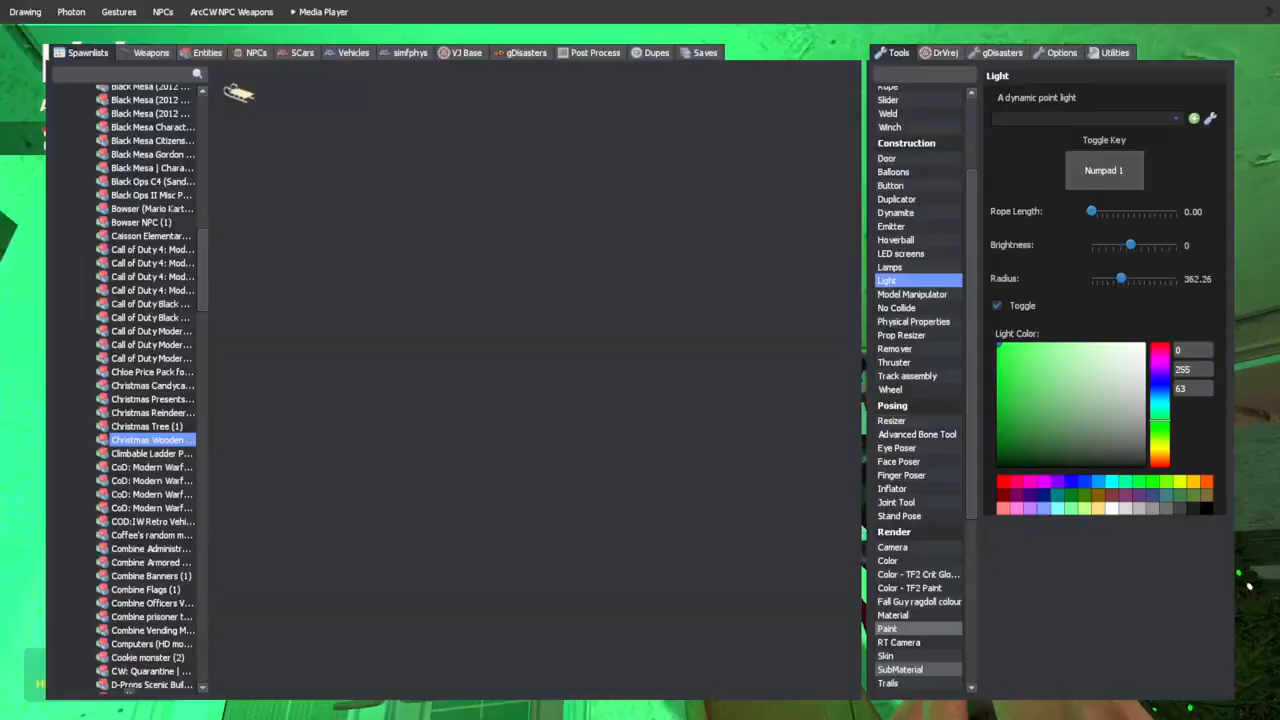 Drawing Photon Gestures NPCs ArcCW NPC Weapons Media Player
Spawnlists Weapons Entities NPCs SCars Vehicles simfphys VJ Base gDisasters Post Process Dupes Saves
Black Mesa (2012 ...
Black Mesa (2012 ...
Black Mesa (2012 ...
Black Mesa Charact...
Black Mesa Citizens...
Black Mesa Gordon ...
Black Mesa | Chara...
Black Ops C4 (Sand...
Black Ops II Misc P...
Bowser (Mario Kart...
Bowser NPC (1)
Caisson Elementar...
Call of Duty 4: Mod...
Call of Duty 4: Mod...
Call of Duty 4: Mod...
Call of Duty 4: Mod...
Call of Duty Black ...
Call of Duty Black ...
Call of Duty Moder...
Call of Duty Moder...
Call of Duty Moder...
Chloe Price Pack fo...
Christmas Candyca...
Christmas Presents...
Christmas Reindeer...
Christmas Tree (1)
Christmas Wooden ...
Climbable Ladder P...
CoD: Modern Warf...
CoD: Modern Warf...
CoD: Modern Warf...
CoD: Modern Warf...
COD:IW Retro Vehi...
Coffee's random m...
Combine Administr...
Combine Armored ...
Combine Banners (1)
Combine Flags (1)
Combine Officers V...
Combine prisoner t...
Combine Vending M...
Computers (HD mo...
Cookie monster (2)
CW: Quarantine | ...
D-Props Scenic Buil...
Tools DrVrej gDisasters Options Utilities
Rope
Slider
Weld
Winch
Construction
Door
Balloons
Button
Duplicator
Dynamite
Emitter
Hoverball
LED screens
Lamps
Light
Model Manipulator
No Collide
Physical Properties
Prop Resizer
Remover
Thruster
Track assembly
Wheel
Posing
Resizer
Advanced Bone Tool
Eye Poser
Face Poser
Finger Poser
Inflator
Joint Tool
Stand Pose
Render
Camera
Color
Color - TF2 Crit Glo...
Color - TF2 Paint
Fall Guy ragdoll colour
Material
Paint
RT Camera
Skin
SubMaterial
Trails
Light
A dynamic point light
Toggle Key
Numpad 1
Rope Length: 0.00
Brightness: 0
Radius: 362.26
Toggle
Light Color:
0
255
63